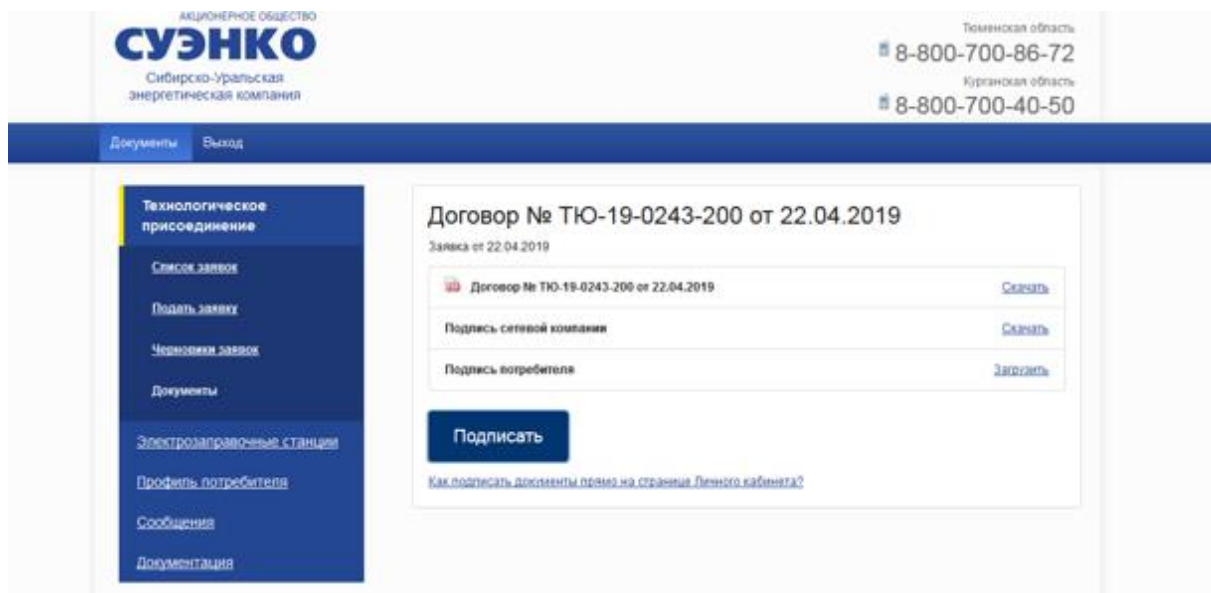 АКЦИОНЕРНОЕ ОБЩЕСТВО
СУЭНКО
Сибирско-Уральская
энергетическая компания
Тюменская область
8-800-700-86-72
Курганская область
8-800-700-40-50
Документы Выход
Технологическое
присоединение
Список заявок
Подать заявку
Черновики заявок
Документы
Электрозаправочные станции
Профиль потребителя
Сообщения
Документация
Договор № ТЮ-19-0243-200 от 22.04.2019
Заявка от 22.04.2019
Договор № ТЮ-19-0243-200 от 22.04.2019 Скачать
Подпись сетевой компании Скачать
Подпись потребителя Загрузить
Подписать
Как подписать документы прямо на странице Личного кабинета?